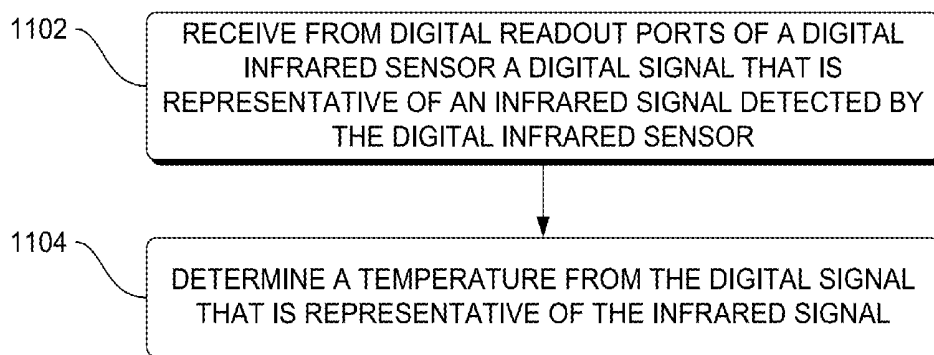 1102
RECEIVE FROM DIGITAL READOUT PORTS OF A DIGITAL
INFRARED SENSOR A DIGITAL SIGNAL THAT IS
REPRESENTATIVE OF AN INFRARED SIGNAL DETECTED BY
THE DIGITAL INFRARED SENSOR
1104
DETERMINE A TEMPERATURE FROM THE DIGITAL SIGNAL
THAT IS REPRESENTATIVE OF THE INFRARED SIGNAL